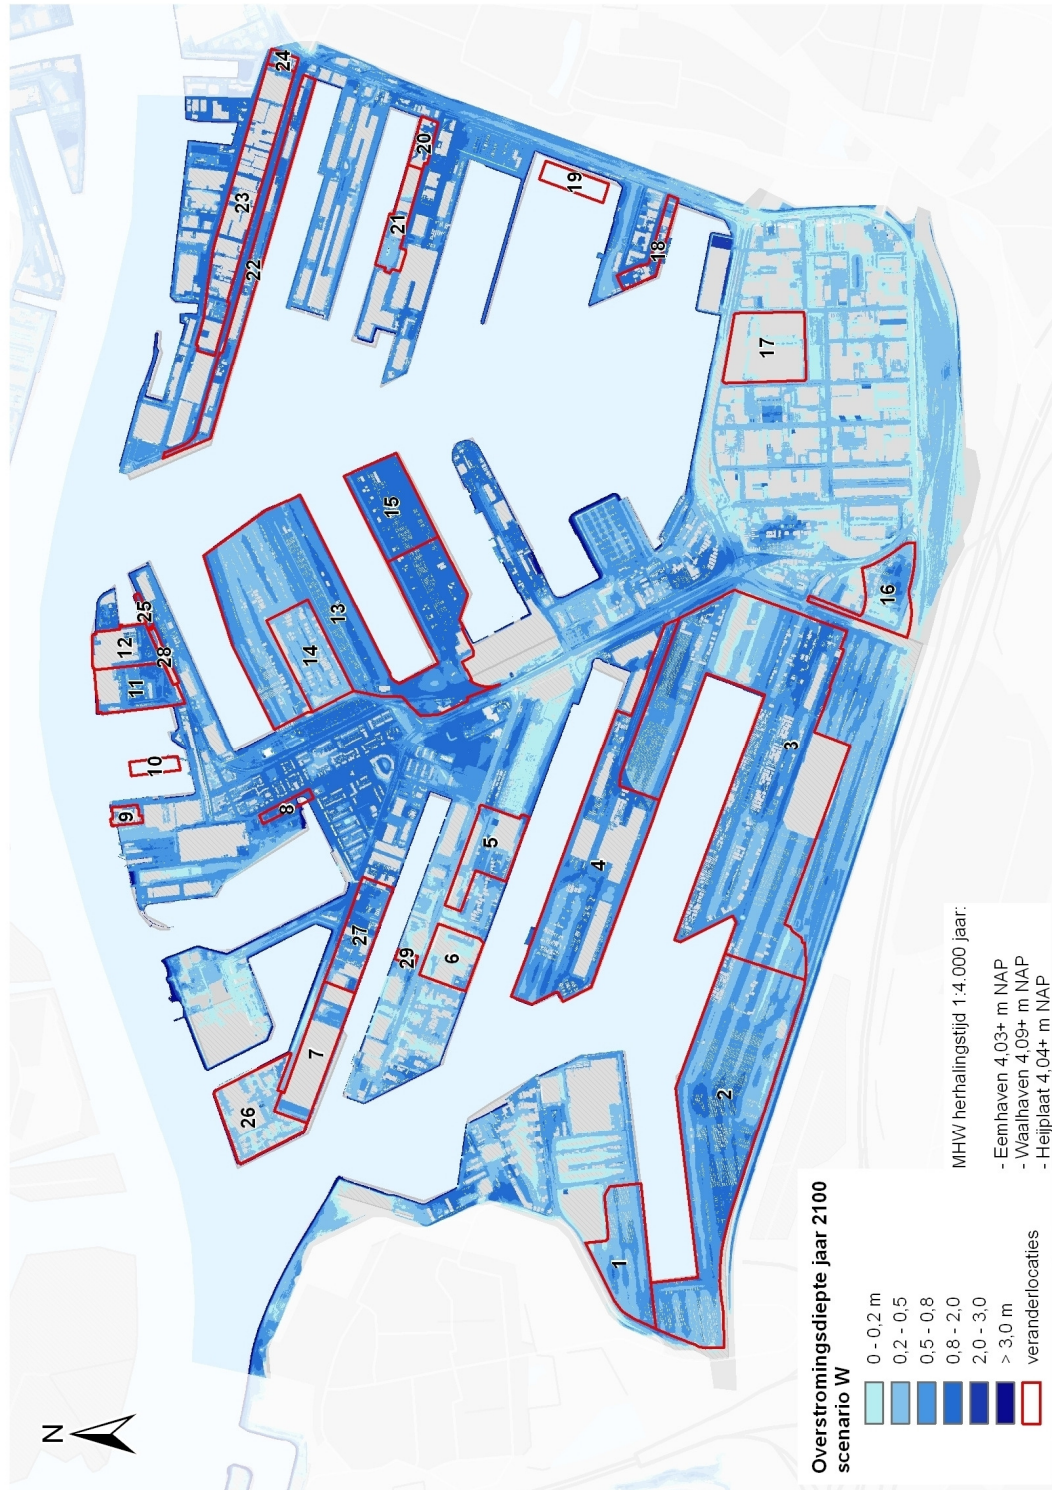 N
1
2
3
4
5
6
7
8
9
10
11
12
13
14
15
16
17
18
19
20
21
22
23
24
25
26
27
28
29
Overstromingsdiepte jaar 2100
scenario W
0 - 0,2 m
0,2 - 0,5
0,5 - 0,8
0,8 - 2,0
2,0 - 3,0
> 3,0 m
veranderlocaties
MHW herhalingstijd 1:4.000 jaar:
- Eemhaven 4,03+ m NAP
- Waalhaven 4,09+ m NAP
- Heijplaat 4,04+ m NAP